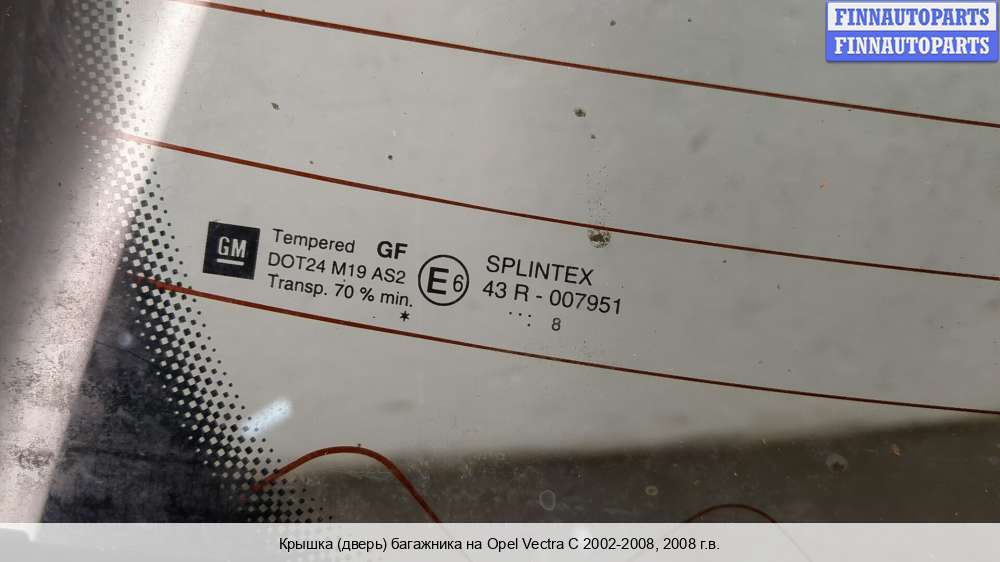 FINNAUTOPARTS
FINNAUTOPARTS
GM
Tempered GF
DOT24 M19 AS2
Transp. 70 % min.
*
E6
SPLINTEX
43 R - 007951
. . : 8
Крышка (дверь) багажника на Opel Vectra C 2002-2008, 2008 г.в.